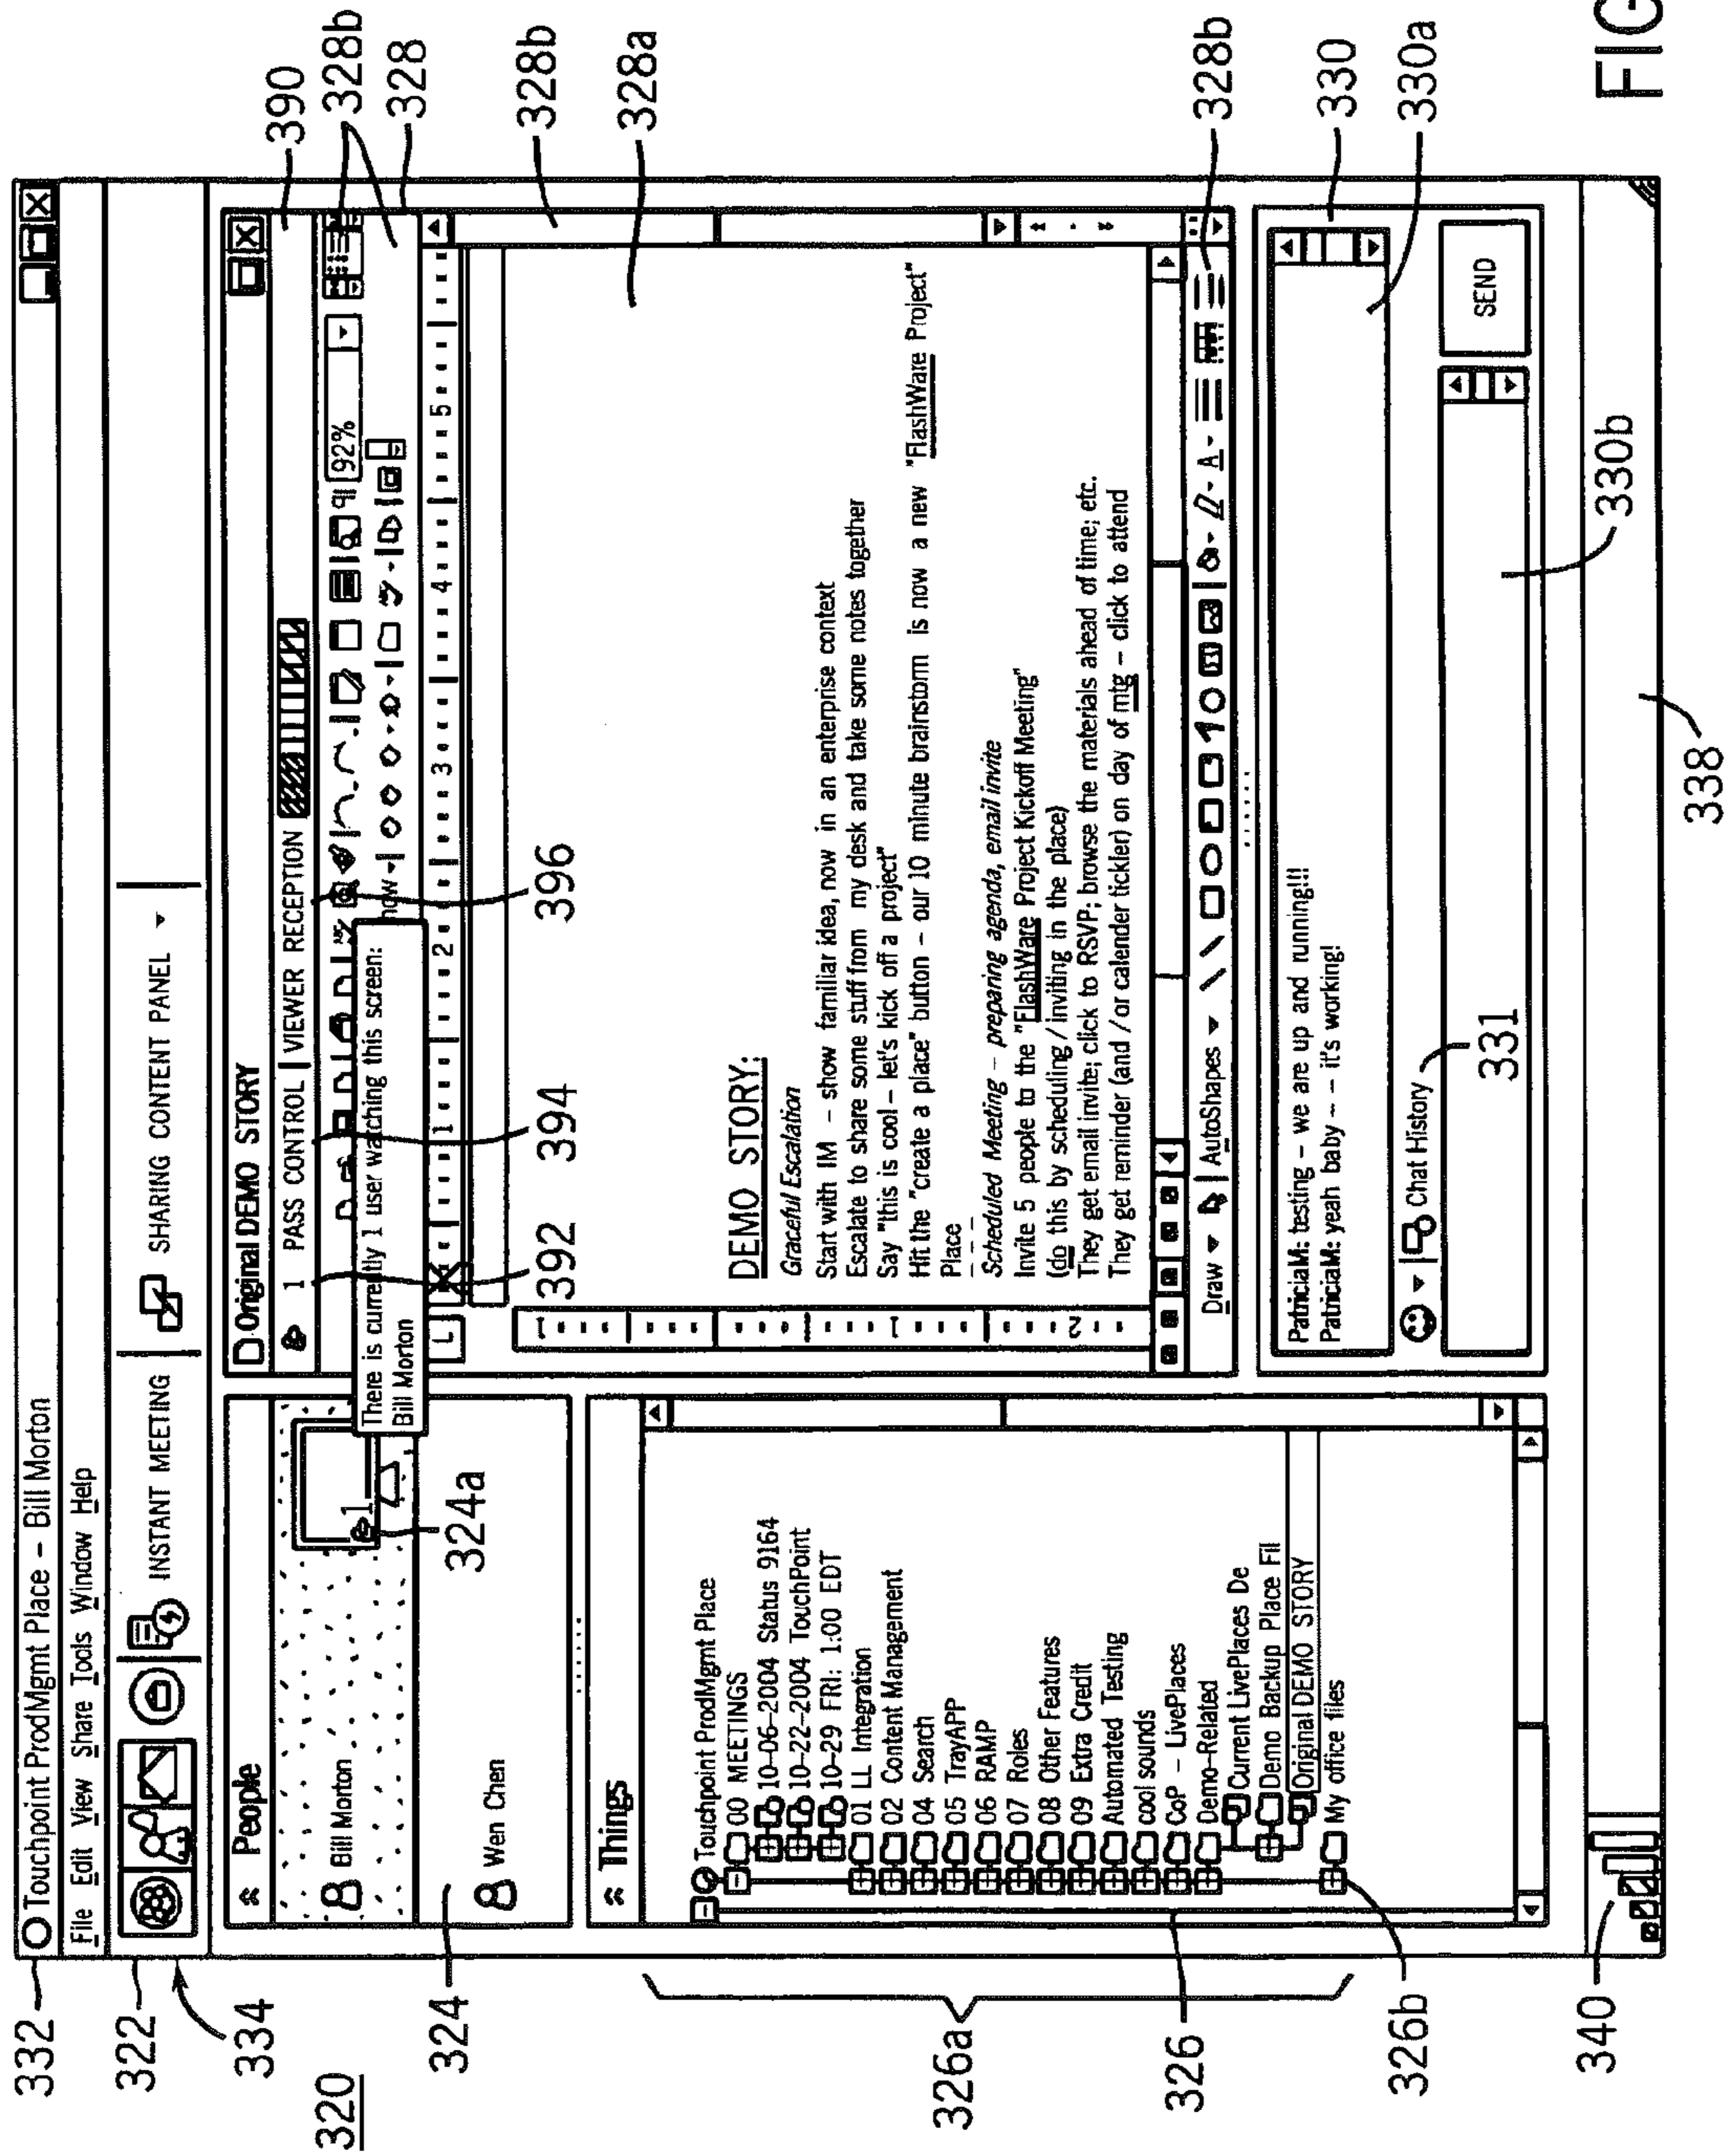 332
Touchpoint ProdMgmt Place – Bill Morton
322
File Edit View Share Tools Window Help
334
INSTANT MEETING
SHARING CONTENT PANEL ▾
320
People
Bill Morton
1
324a
324
Wen Chen
Things
Touchpoint ProdMgmt Place
00 MEETINGS
10–06–2004 Status 9164
10–22–2004 TouchPoint
10–29 FRI: 1:00 EDT
01 LL Integration
02 Content Management
04 Search
05 TrayAPP
06 RAMP
07 Roles
08 Other Features
09 Extra Credit
Automated Testing
cool sounds
CoP – LivePlaces
Demo–Related
Current LivePlaces De
Demo Backup Place Fil
Original DEMO STORY
My office files
326a
326
326b
340
Original DEMO STORY
1 PASS CONTROL | VIEWER RECEPTION
390
328b
328
92%
There is currently 1 user watching this screen:
Bill Morton
how
392
394
396
L
1 2 3 4 5
328b
328a
DEMO STORY:
Graceful Escalation
Start with IM – show familiar idea, now in an enterprise context
Escalate to share some stuff from my desk and take some notes together
Say "this is cool – let's kick off a project"
Hit the "create a place" button – our 10 minute brainstorm is now a new "FlashWare Project"
Place
– – –
Scheduled Meeting – preparing agenda, email invite
Invite 5 people to the "FlashWare Project Kickoff Meeting"
(do this by scheduling / inviting in the place)
They get email invite; click to RSVP; browse the materials ahead of time; etc.
They get reminder (and /or calender tickler) on day of mtg – click to attend
1
1
2
Draw ▾ AutoShapes ▾
A
328b
PatriciaM: testing – we are up and running!!!
PatriciaM: yeah baby – – it's working!
330
330a
Chat History
331
SEND
330b
338
FIG